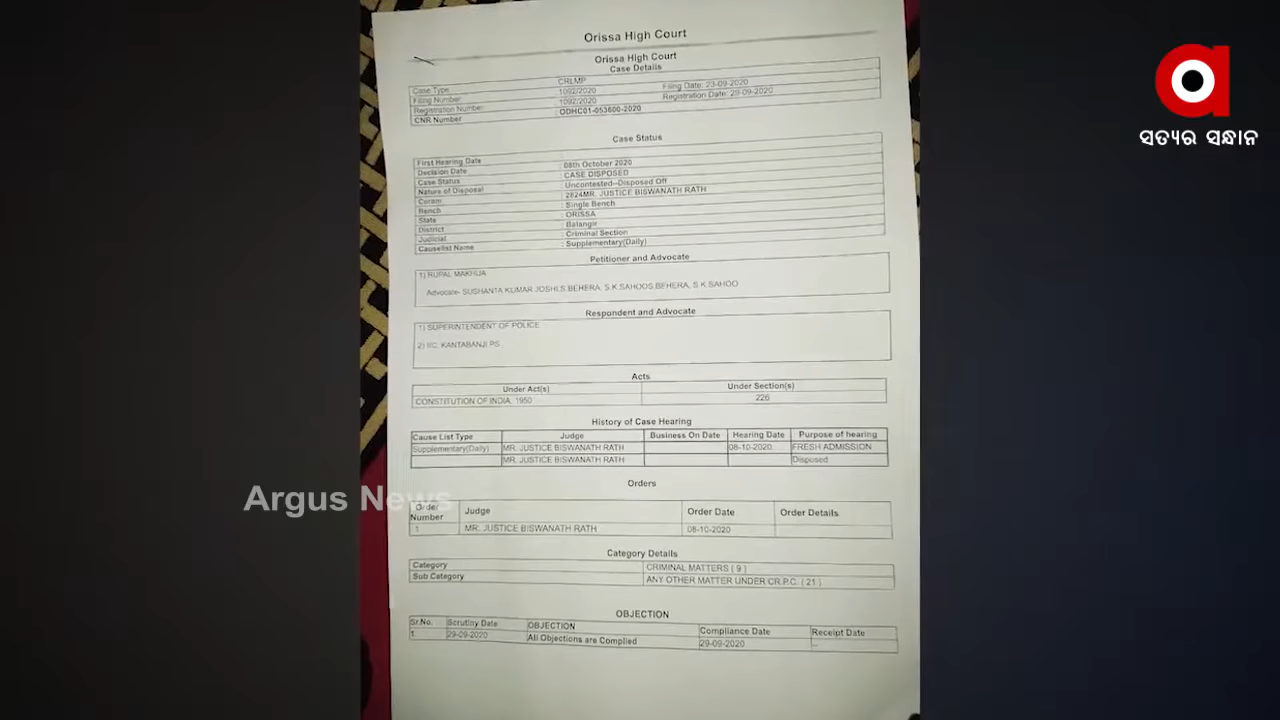 Orissa High Court
Orissa High Court
Case Details
Case Type CRLMP
Filing Number 1092/2020 Filing Date: 23-09-2020
Registration Number : 1092/2020 Registration Date: 29-09-2020
CNR Number : ODHC01-053600-2020
Case Status
First Hearing Date
Decision Date : 08th October 2020
Case Status : CASE DISPOSED
Nature of Disposal : Uncontested--Disposed Off
Coram : 2824MR. JUSTICE BISWANATH RATH
Bench : Single Bench
State : ORISSA
District : Balangir
Judicial : Criminal Section
Causelist Name : Supplementary(Daily)
Petitioner and Advocate
1) RUPAL MAKHUA
Advocate- SUSHANTA KUMAR JOSHI,S.BEHERA, S.K.SAHOOS.BEHERA, S.K.SAHOO
Respondent and Advocate
1) SUPERINTENDENT OF POLICE
2) IIC, KANTABANJI PS
Acts
Under Act(s) Under Section(s)
CONSTITUTION OF INDIA, 1950 226
History of Case Hearing
Cause List Type Judge Business On Date Hearing Date Purpose of hearing
Supplementary(Daily) MR. JUSTICE BISWANATH RATH 08-10-2020 FRESH ADMISSION
MR. JUSTICE BISWANATH RATH Disposed
Orders
Order Number Judge Order Date Order Details
1 MR. JUSTICE BISWANATH RATH 08-10-2020
Category Details
Category CRIMINAL MATTERS ( 9 )
Sub Category ANY OTHER MATTER UNDER CR.P.C. ( 21 )
OBJECTION
Sr.No. Scrutiny Date OBJECTION Compliance Date Receipt Date
1 29-09-2020 All Objections are Complied 29-09-2020 --
Argus News
ସତ୍ୟର ସନ୍ଧାନ